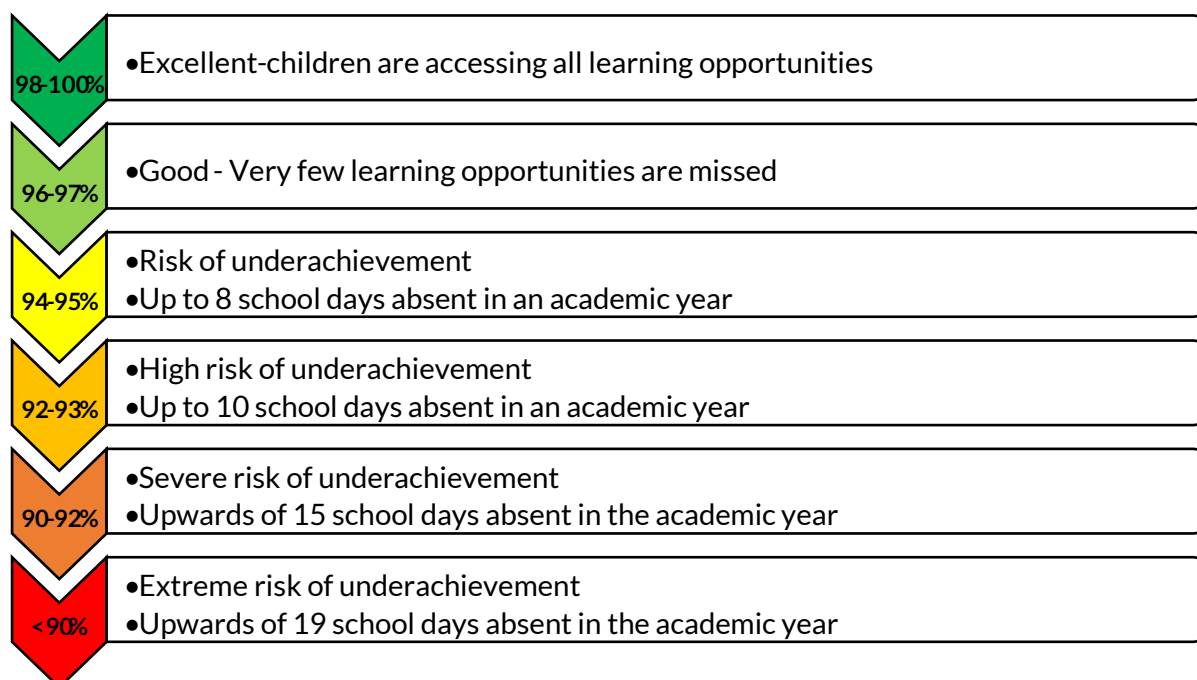 98-100%
•Excellent-children are accessing all learning opportunities
96-97%
•Good - Very few learning opportunities are missed
94-95%
•Risk of underachievement
•Up to 8 school days absent in an academic year
92-93%
•High risk of underachievement
•Up to 10 school days absent in an academic year
90-92%
•Severe risk of underachievement
•Upwards of 15 school days absent in the academic year
<90%
•Extreme risk of underachievement
•Upwards of 19 school days absent in the academic year